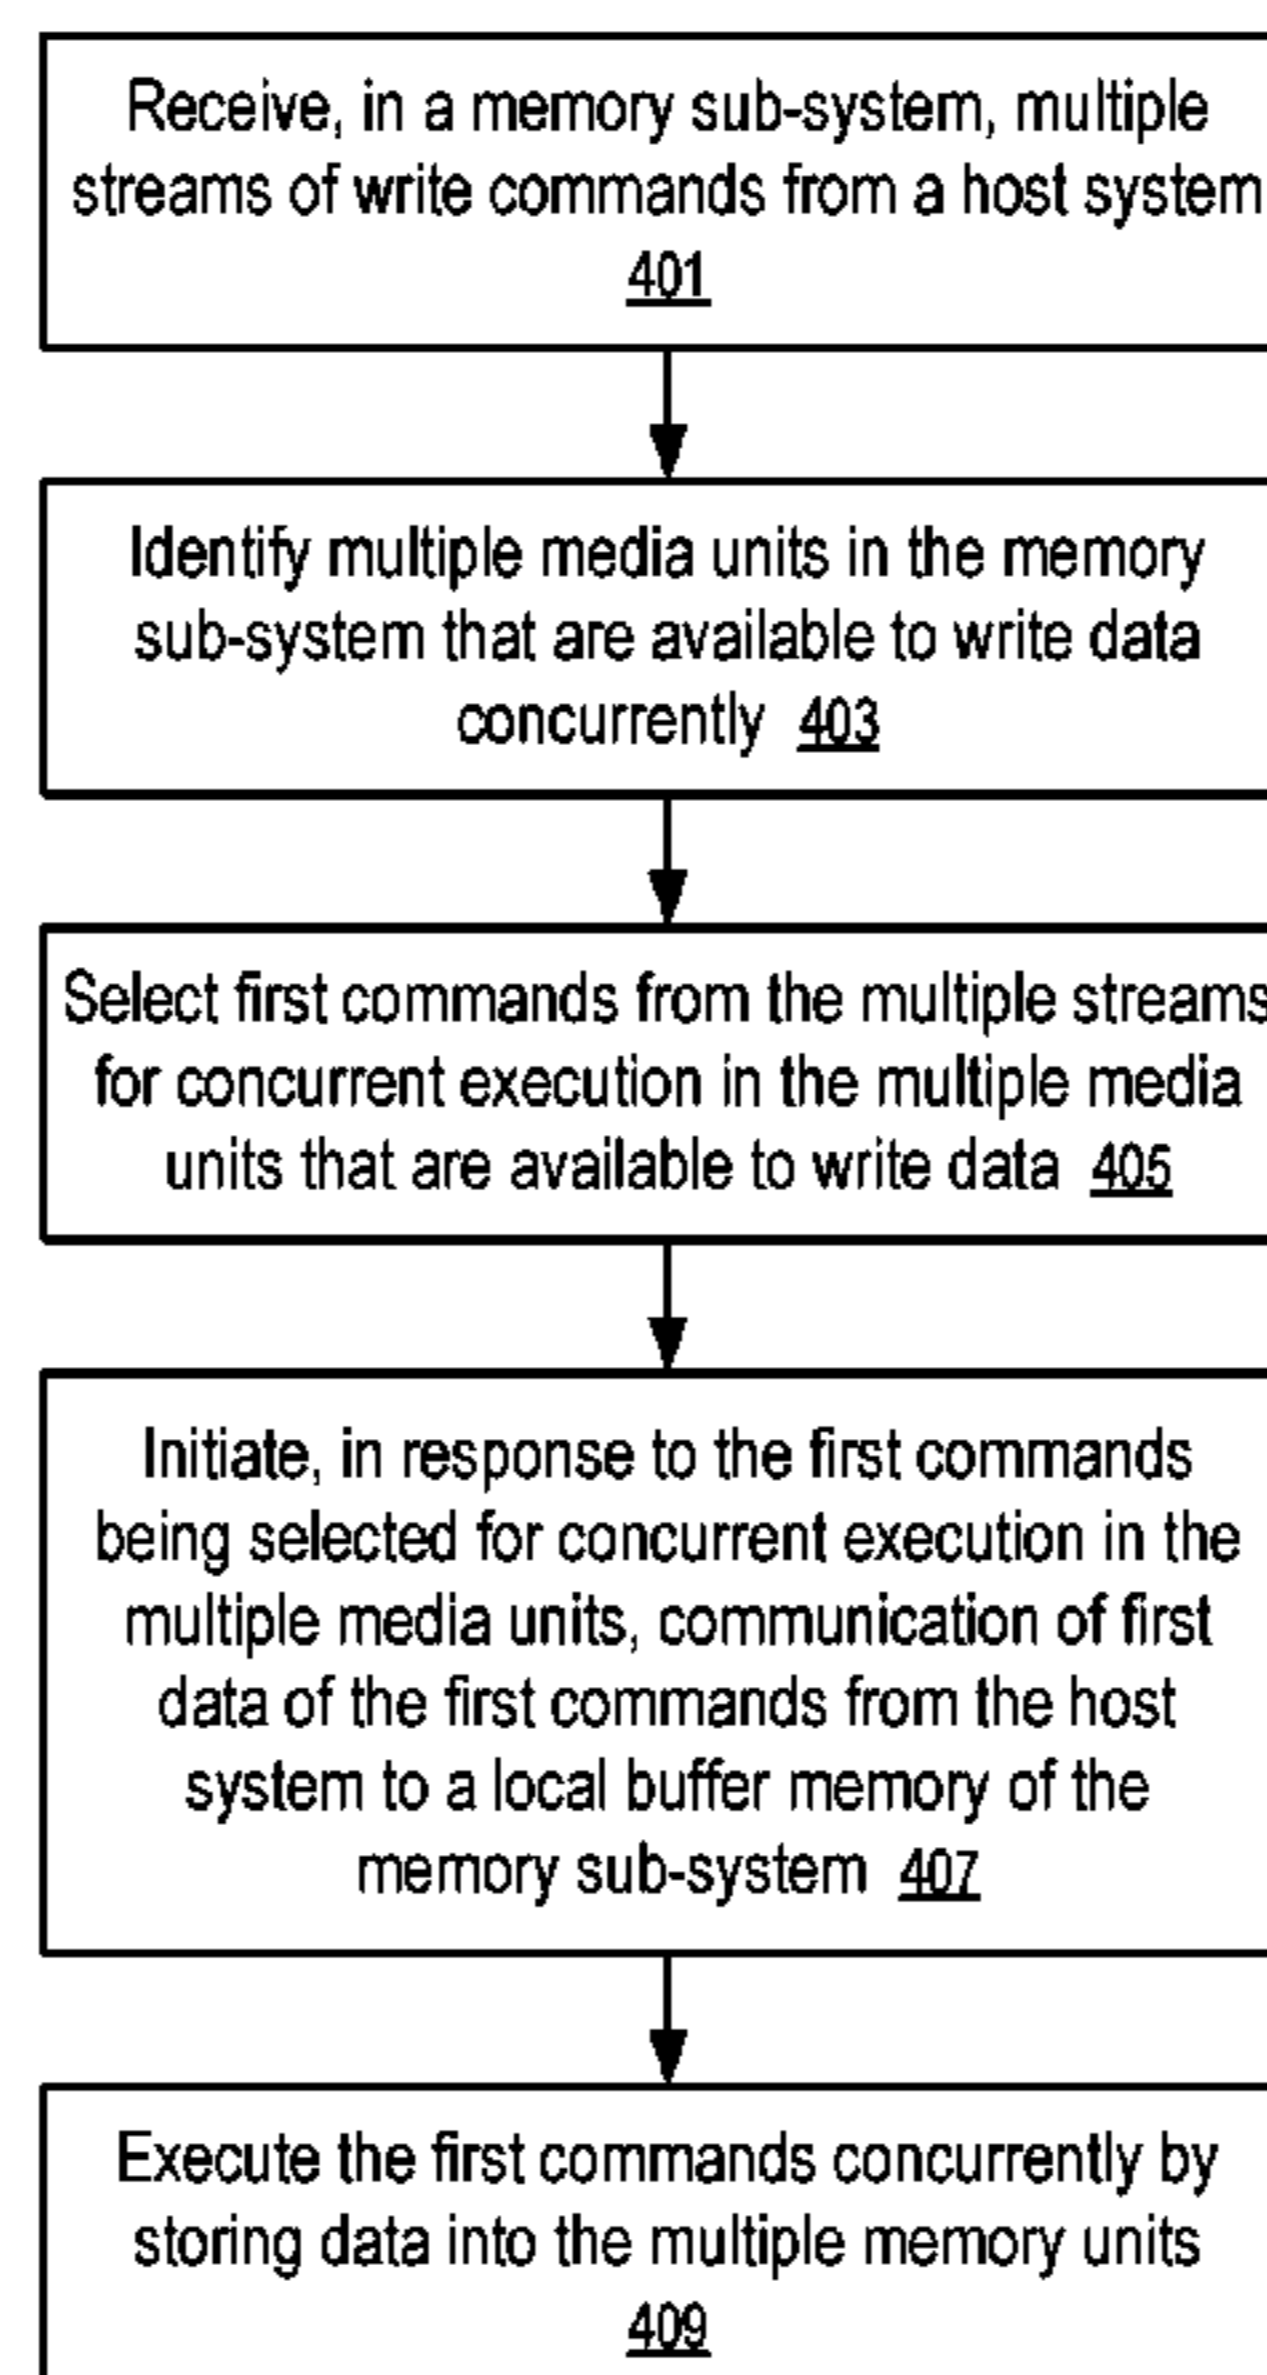 Receive, in a memory sub-system, multiple
streams of write commands from a host system
401
Identify multiple media units in the memory
sub-system that are available to write data
concurrently 403
Select first commands from the multiple streams
for concurrent execution in the multiple media
units that are available to write data 405
Initiate, in response to the first commands
being selected for concurrent execution in the
multiple media units, communication of first
data of the first commands from the host
system to a local buffer memory of the
memory sub-system 407
Execute the first commands concurrently by
storing data into the multiple memory units
409